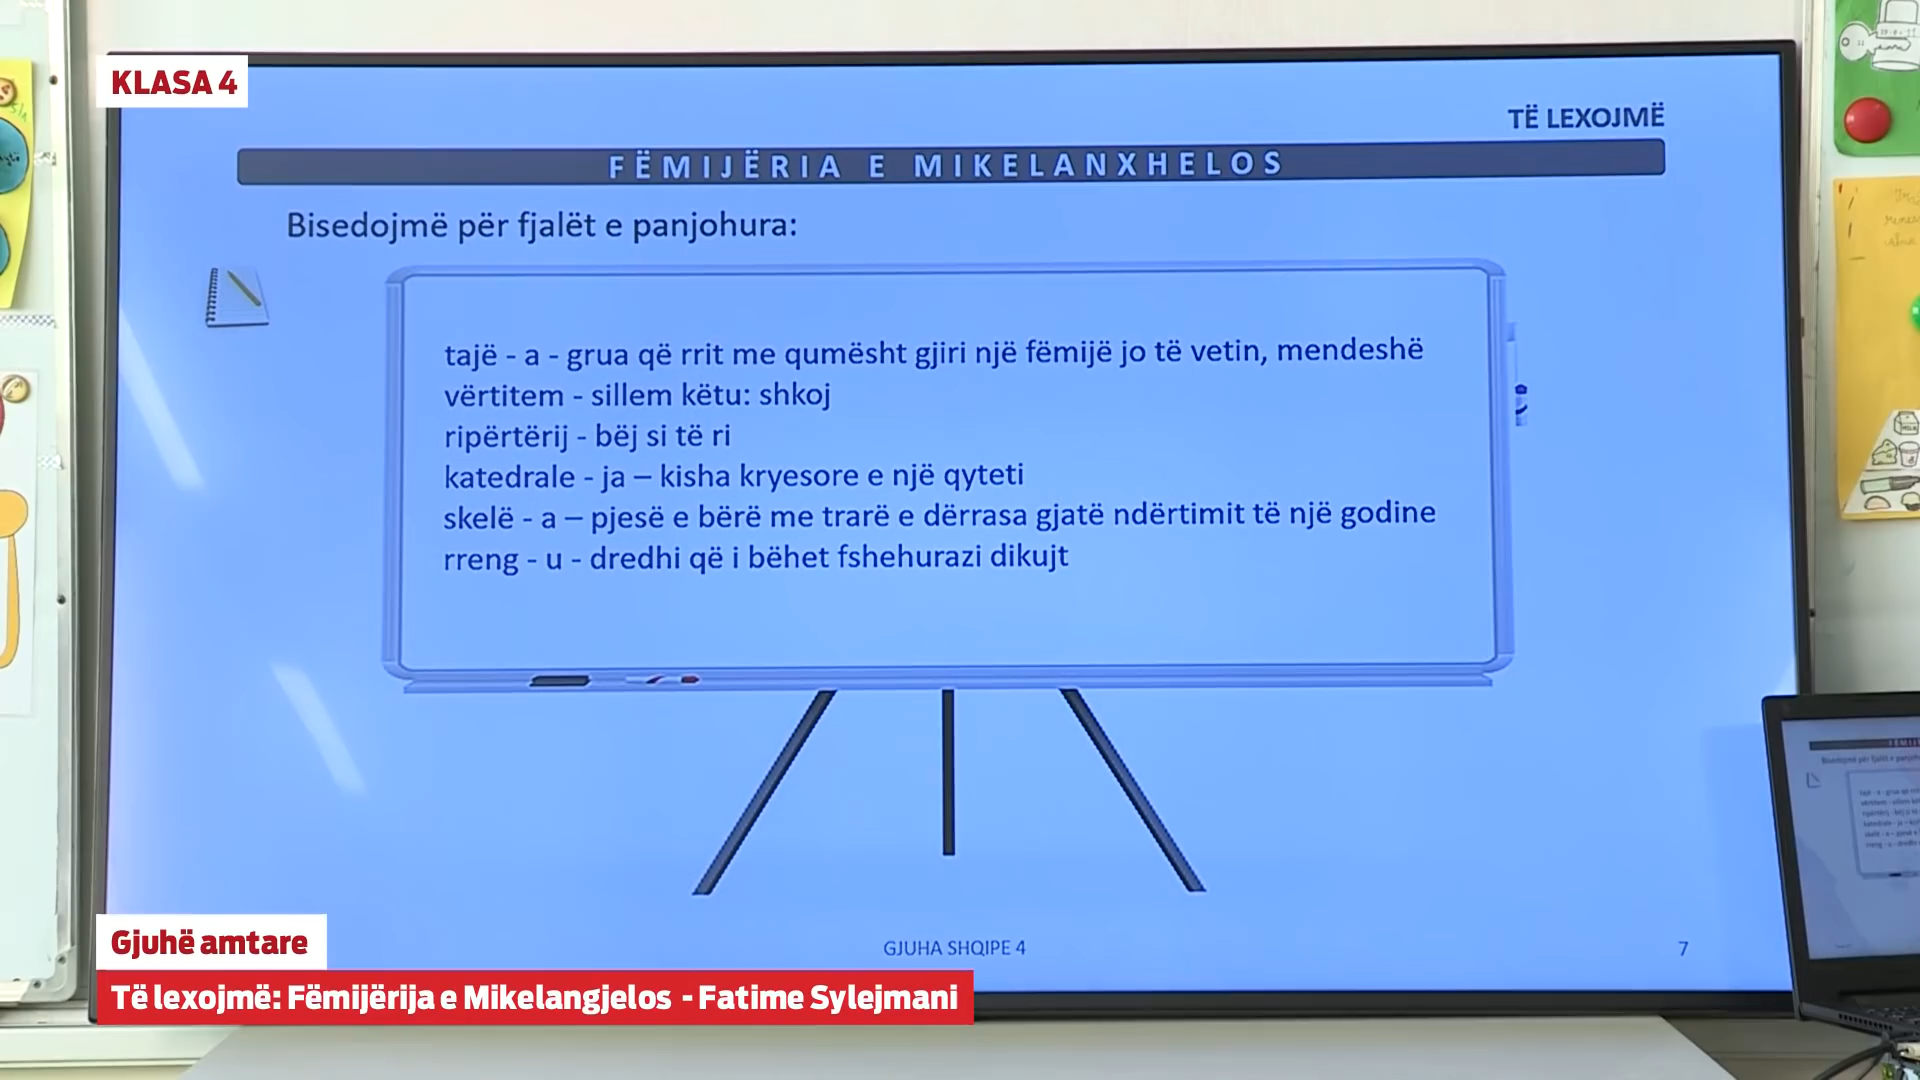 KLASA 4
TË LEXOJMË
FËMIJËRIA E MIKELANXHELOS
Bisedojmë për fjalët e panjohura:
tajë - a - grua që rrit me qumësht gjiri një fëmijë jo të vetin, mendeshë
vërtitem - sillem këtu: shkoj
ripërtërij - bëj si të ri
katedrale - ja – kisha kryesore e një qyteti
skelë - a – pjesë e bërë me trarë e dërrasa gjatë ndërtimit të një godine
rreng - u - dredhi që i bëhet fshehurazi dikujt
GJUHA SHQIPE 4
7
Gjuhë amtare
Të lexojmë: Fëmijërija e Mikelangjelos - Fatime Sylejmani